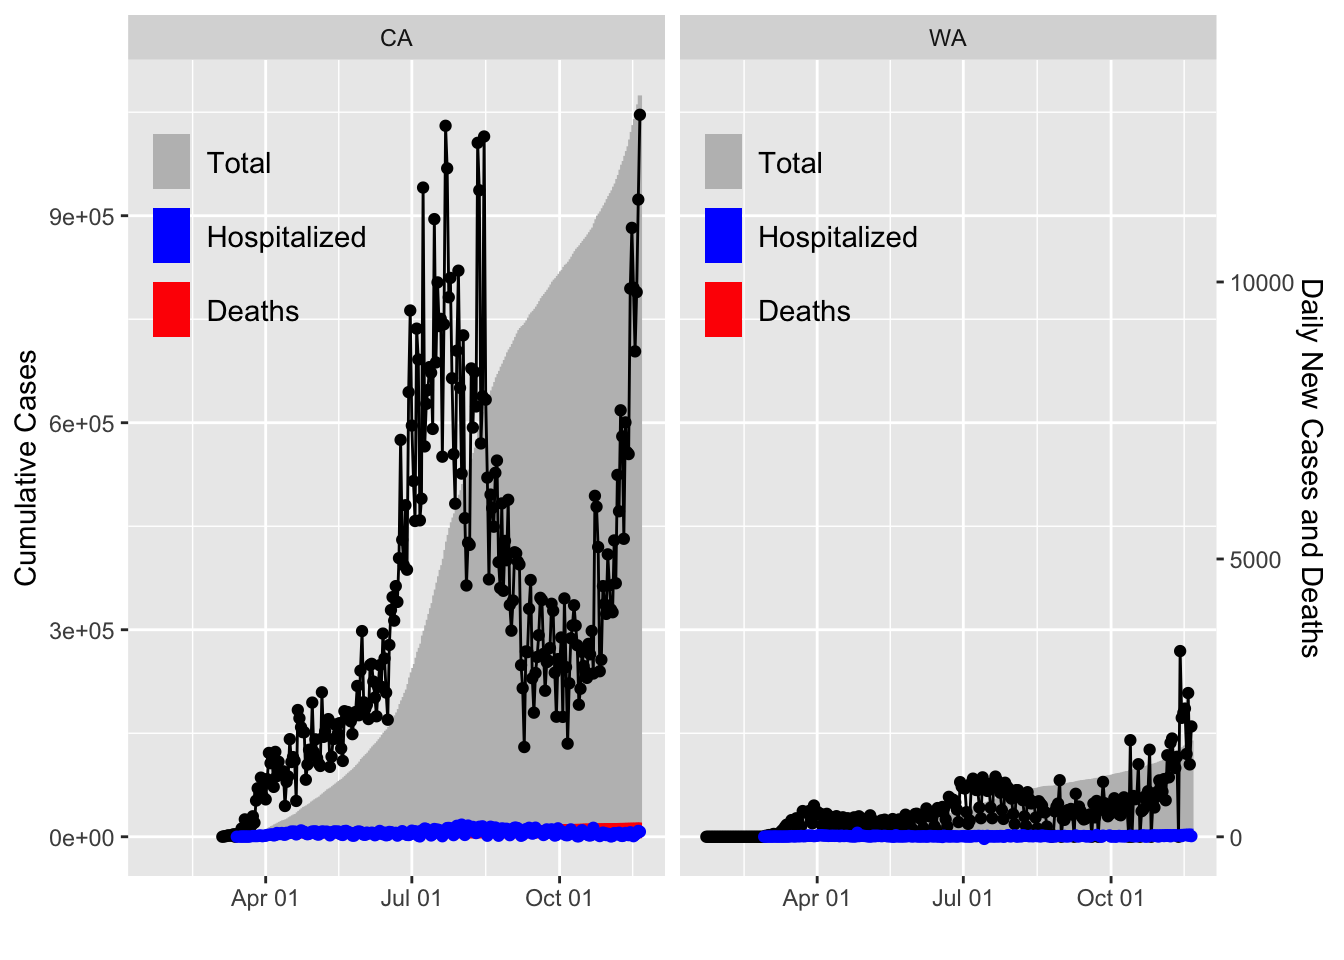 CA
WA
Total
Hospitalized
Deaths
Total
Hospitalized
Deaths
Cumulative Cases
9e+05
6e+05
3e+05
0e+00
10000
5000
0
Daily New Cases and Deaths
Apr 01
Jul 01
Oct 01
Apr 01
Jul 01
Oct 01